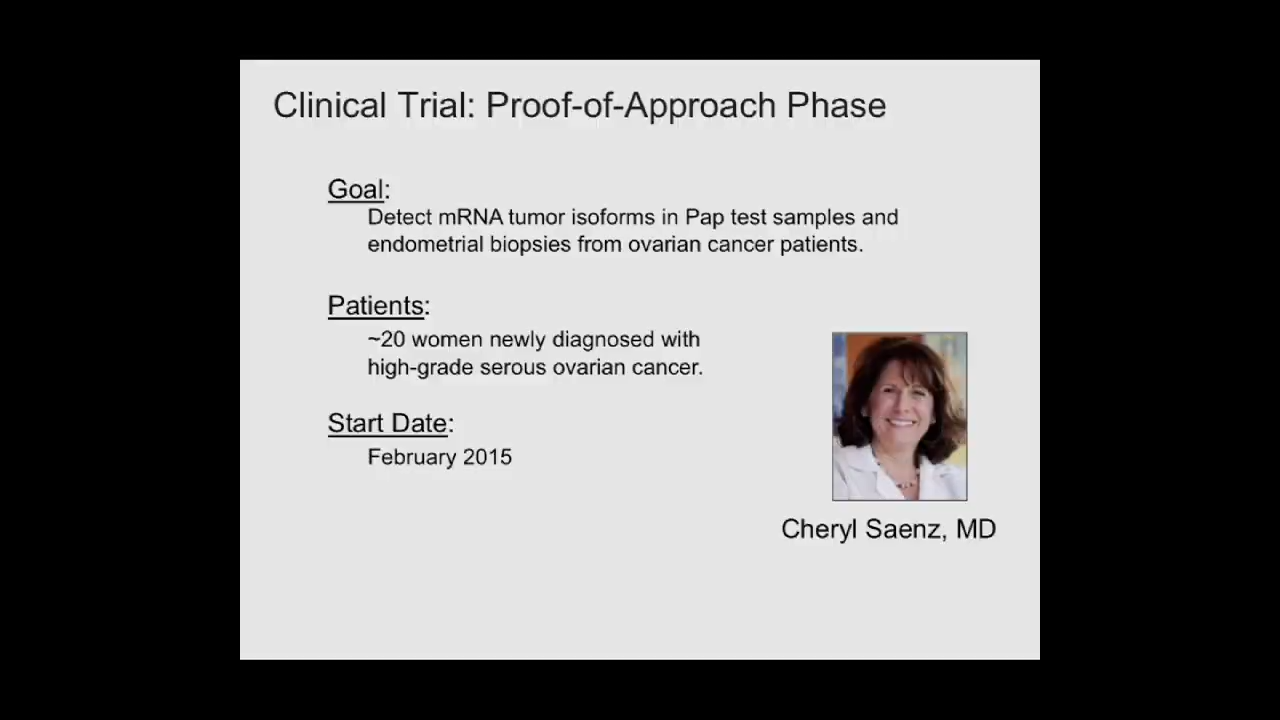 Clinical Trial: Proof-of-Approach Phase
Goal:
Detect mRNA tumor isoforms in Pap test samples and
endometrial biopsies from ovarian cancer patients.
Patients:
~20 women newly diagnosed with
high-grade serous ovarian cancer.
Start Date:
February 2015
Cheryl Saenz, MD